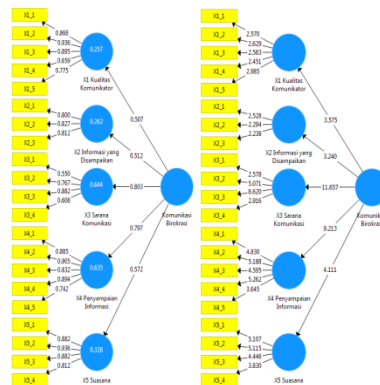 X1_1
X1_2
X1_3
X1_4
X1_5
0.868
0.936
0.895
0.659
0.775
0.257
X1 Kualitas
Komunikator
X2_1
X2_2
X2_3
0.800
0.827
0.812
0.262
X2 Informasi yang
Disampaikan
X3_1
X3_2
X3_3
X3_4
0.550
0.767
0.882
0.606
0.644
X3 Sarana
Komunikasi
X4_1
X4_2
X4_3
X4_4
X4_5
0.885
0.905
0.832
0.894
0.742
0.635
X4 Penyampaian
Informasi
X5_1
X5_2
X5_3
X5_4
0.882
0.936
0.882
0.812
0.328
X5 Suasana
0.507
0.512
0.803
0.797
0.572
Komunikasi
Birokrasi
X1_1
X1_2
X1_3
X1_4
X1_5
2.570
2.629
2.583
2.451
2.985
X1 Kualitas
Komunikator
X2_1
X2_2
X2_3
2.528
2.294
2.238
X2 Informasi yang
Disampaikan
X3_1
X3_2
X3_3
X3_4
2.578
5.071
8.620
2.916
X3 Sarana
Komunikasi
X4_1
X4_2
X4_3
X4_4
X4_5
4.830
5.188
4.595
5.262
3.645
X4 Penyampaian
Informasi
X5_1
X5_2
X5_3
X5_4
5.107
5.115
4.446
3.830
X5 Suasana
3.575
3.240
11.657
9.213
4.111
Birokrasi